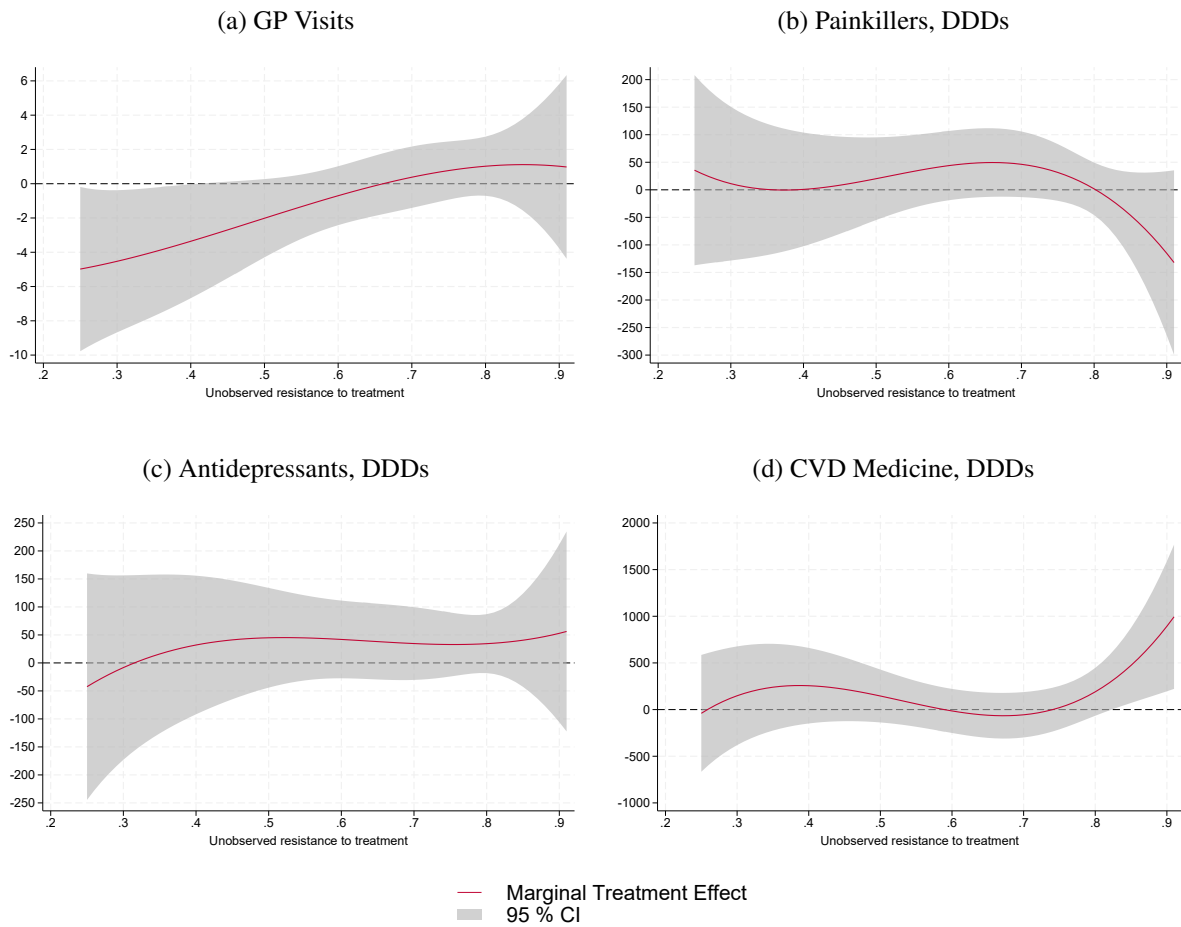 (a) GP Visits
6
4
2
0
-2
-4
-6
-8
-10
.2 .3 .4 .5 .6 .7 .8 .9
Unobserved resistance to treatment
(b) Painkillers, DDDs
200
150
100
50
0
-50
-100
-150
-200
-250
-300
.2 .3 .4 .5 .6 .7 .8 .9
Unobserved resistance to treatment
(c) Antidepressants, DDDs
250
200
150
100
50
0
-50
-100
-150
-200
-250
.2 .3 .4 .5 .6 .7 .8 .9
Unobserved resistance to treatment
(d) CVD Medicine, DDDs
2000
1500
1000
500
0
-500
-1000
.2 .3 .4 .5 .6 .7 .8 .9
Unobserved resistance to treatment
Marginal Treatment Effect
95 % CI